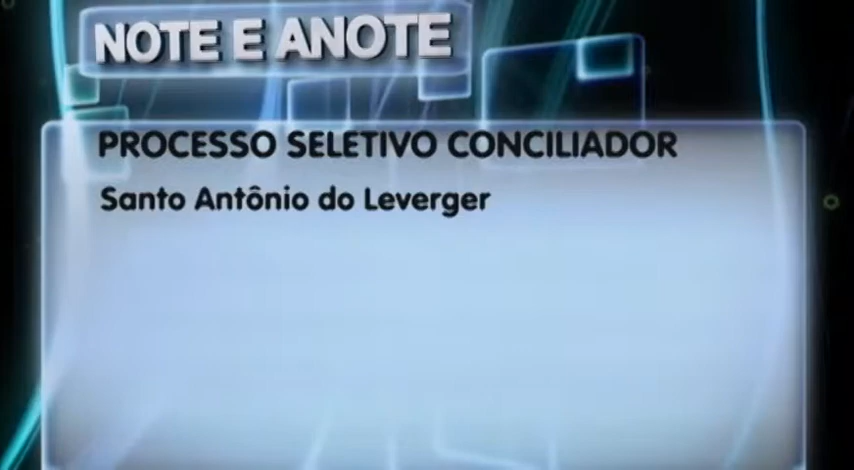 NOTE E ANOTE
PROCESSO SELETIVO CONCILIADOR
Santo Antônio do Leverger